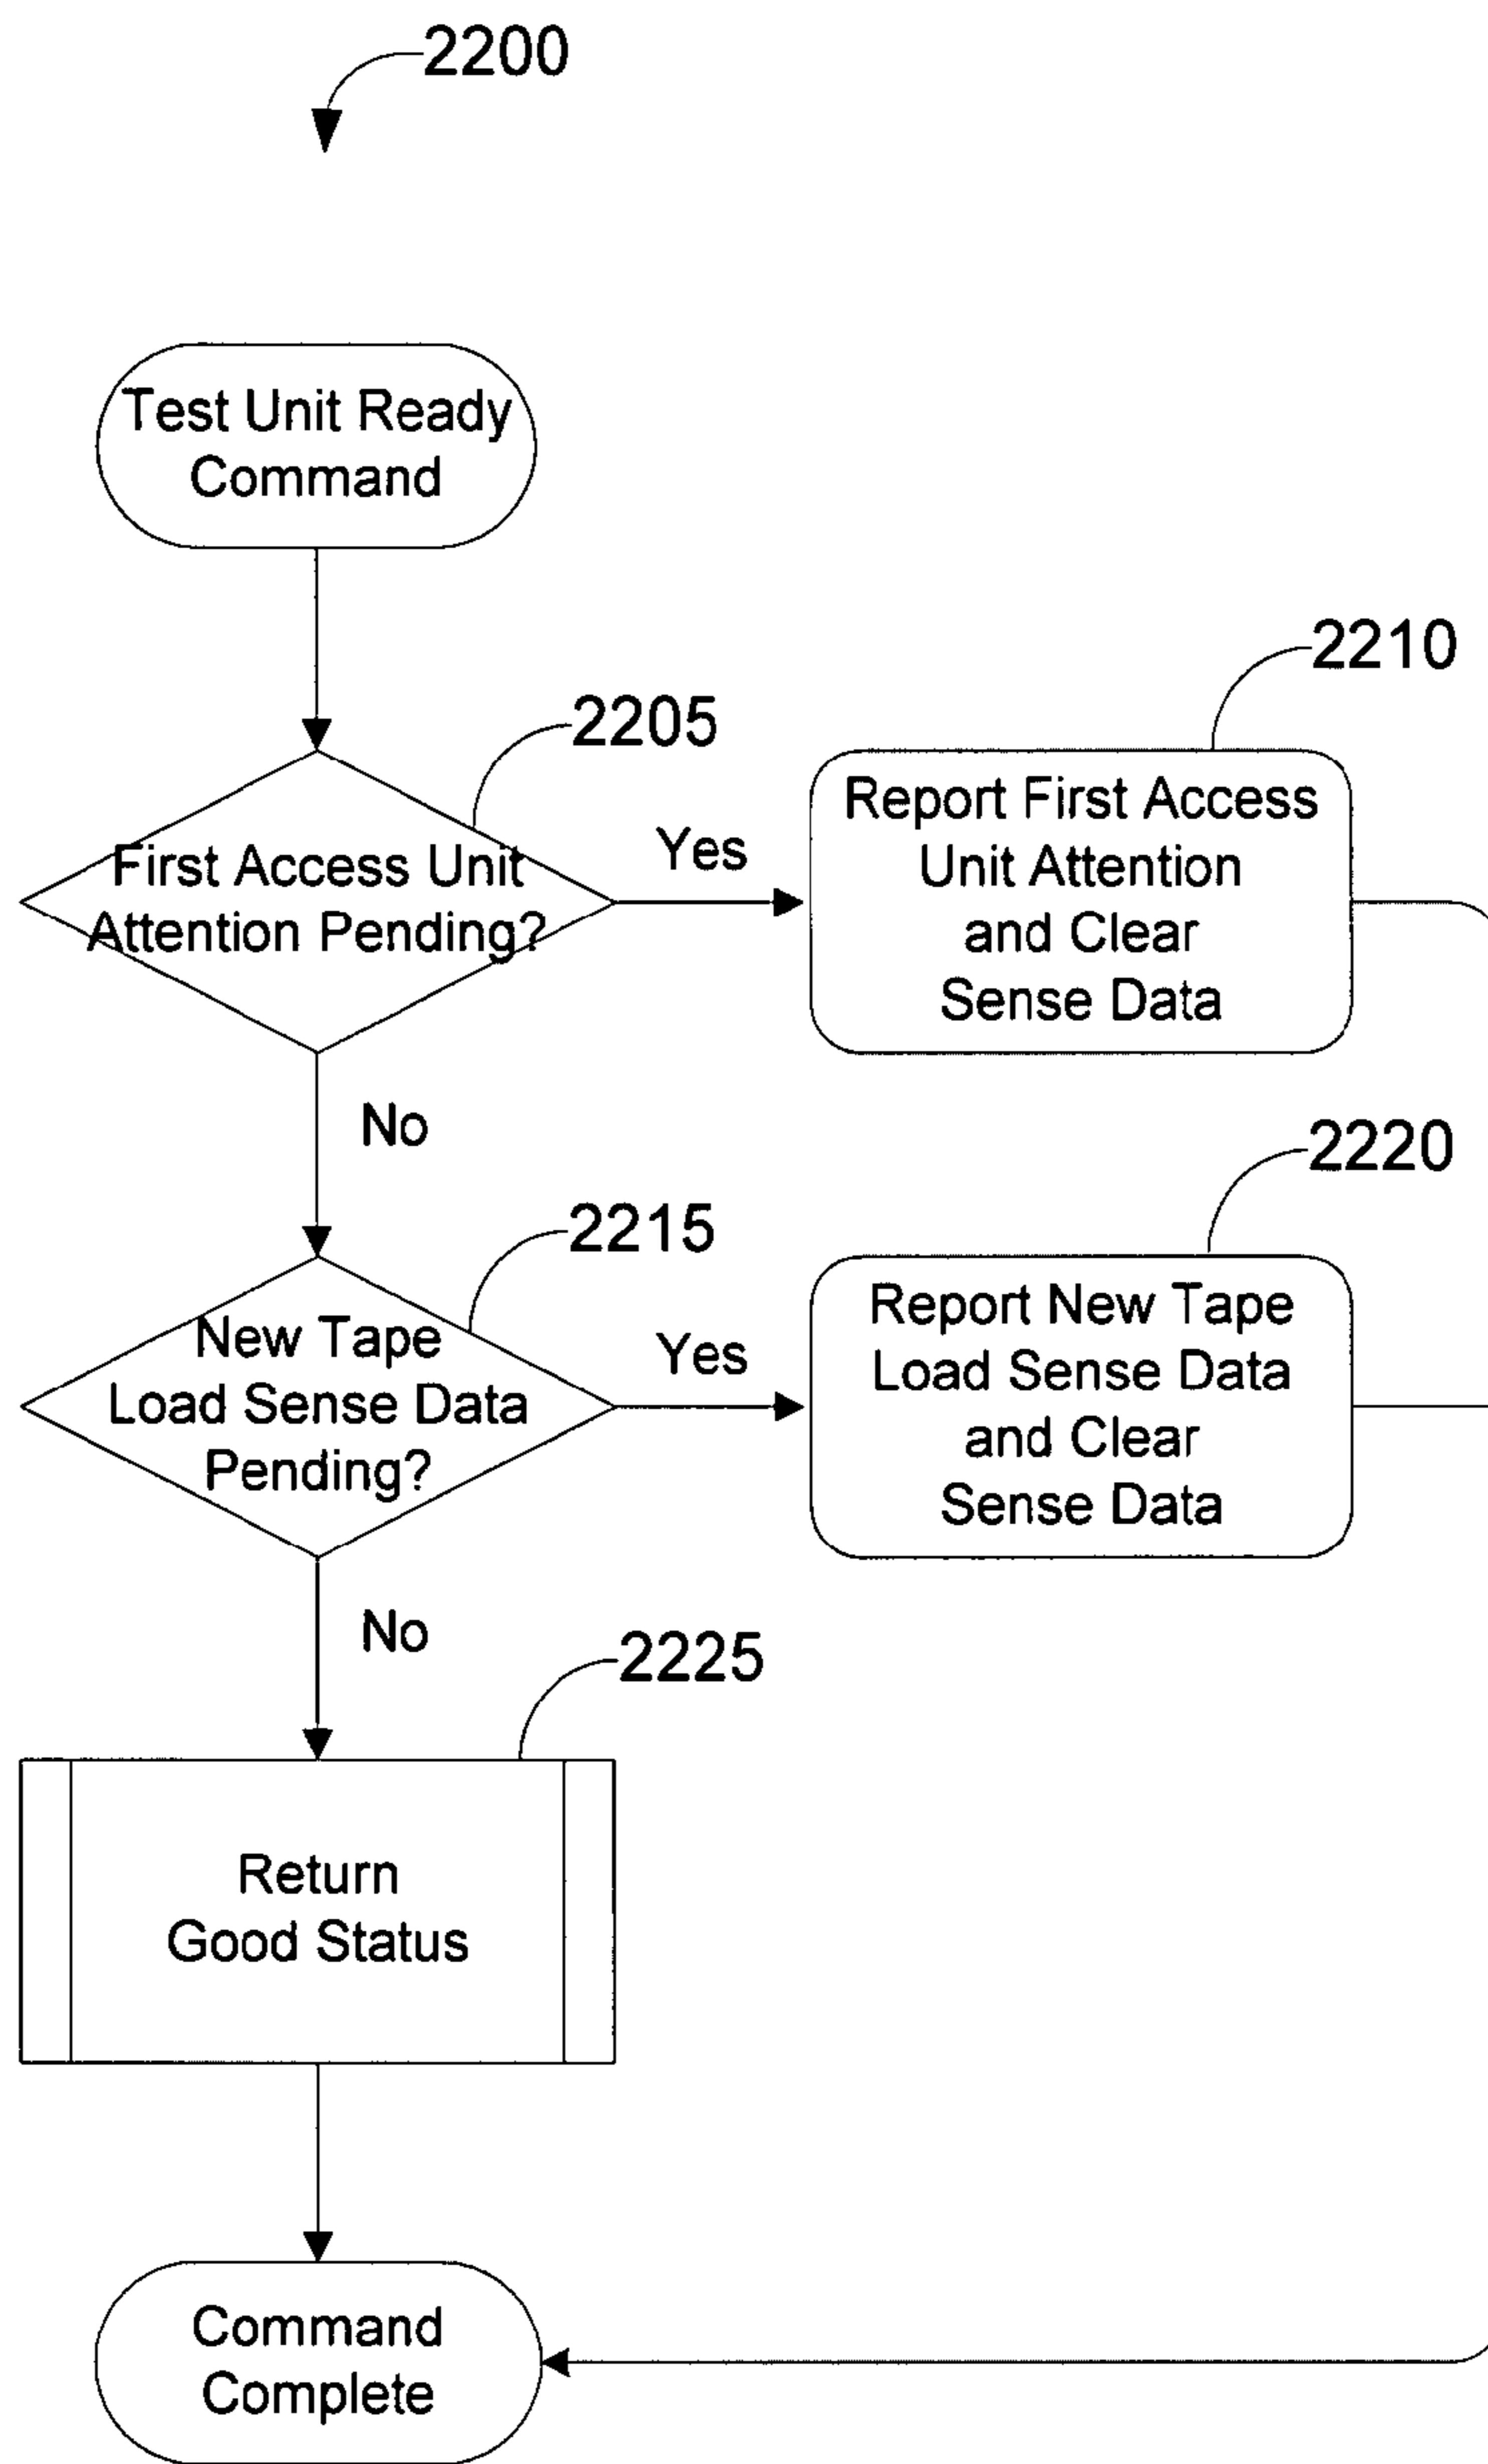 2200
Test Unit Ready
Command
2205
First Access Unit
Attention Pending?
Yes
2210
Report First Access
Unit Attention
and Clear
Sense Data
No
2215
New Tape
Load Sense Data
Pending?
Yes
2220
Report New Tape
Load Sense Data
and Clear
Sense Data
No
2225
Return
Good Status
Command
Complete